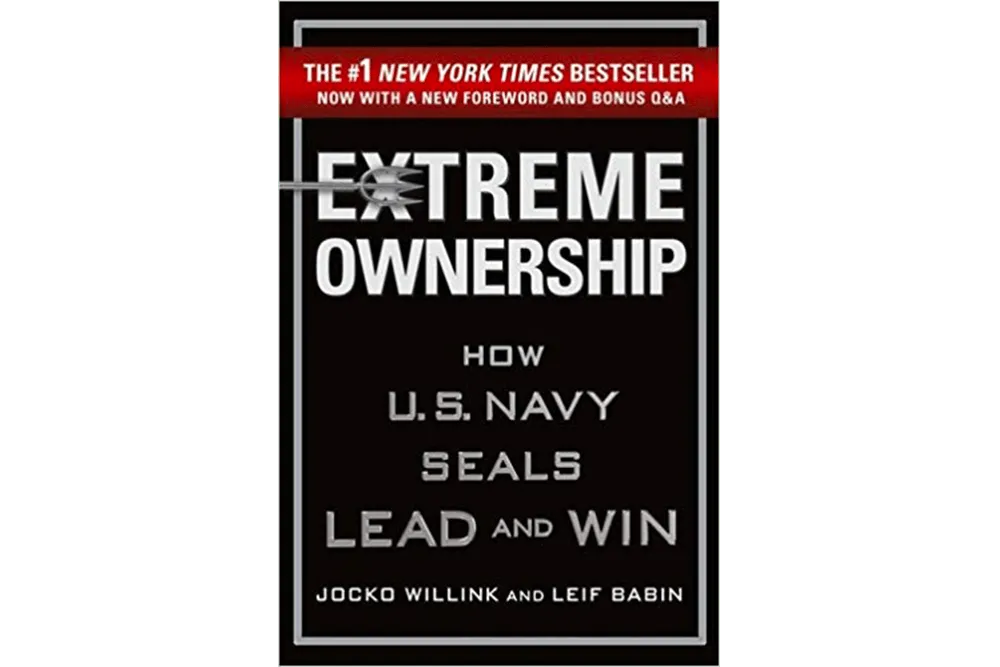 THE #1 NEW YORK TIMES BESTSELLER
NOW WITH A NEW FOREWORD AND BONUS Q&A
EXTREME
OWNERSHIP
HOW
U.S. NAVY
SEALS
LEAD AND WIN
JOCKO WILLINK AND LEIF BABIN